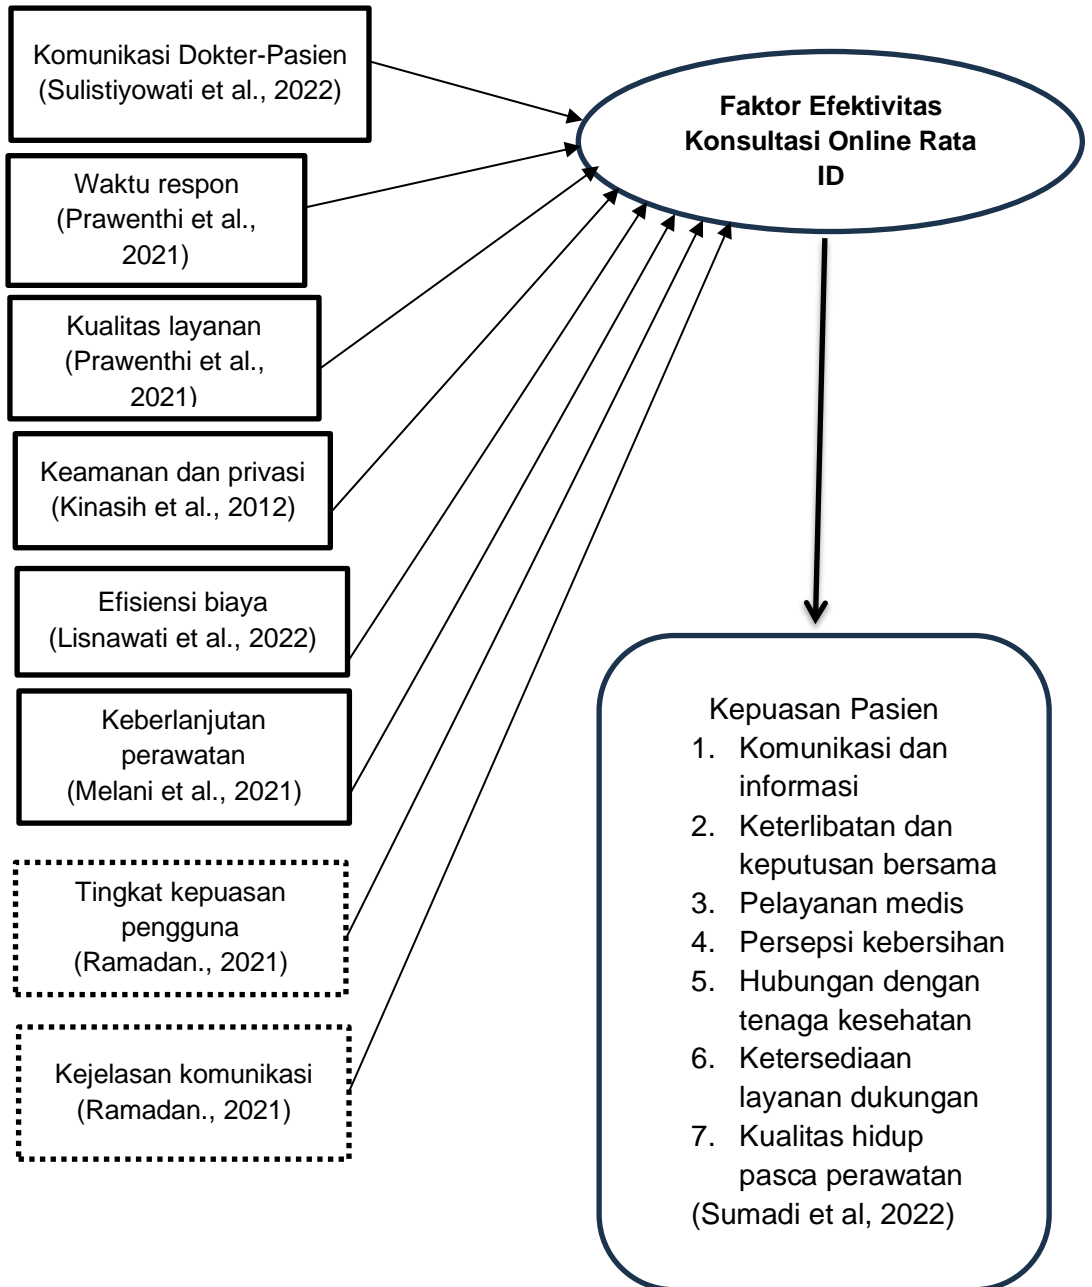 Komunikasi Dokter-Pasien
(Sulistiyowati et al., 2022)
Waktu respon
(Prawenthi et al.,
2021)
Kualitas layanan
(Prawenthi et al.,
2021)
Keamanan dan privasi
(Kinasih et al., 2012)
Efisiensi biaya
(Lisnawati et al., 2022)
Keberlanjutan
perawatan
(Melani et al., 2021)
Tingkat kepuasan
pengguna
(Ramadan., 2021)
Kejelasan komunikasi
(Ramadan., 2021)
Faktor Efektivitas
Konsultasi Online Rata
ID
Kepuasan Pasien
1. Komunikasi dan
informasi
2. Keterlibatan dan
keputusan bersama
3. Pelayanan medis
4. Persepsi kebersihan
5. Hubungan dengan
tenaga kesehatan
6. Ketersediaan
layanan dukungan
7. Kualitas hidup
pasca perawatan
(Sumadi et al, 2022)